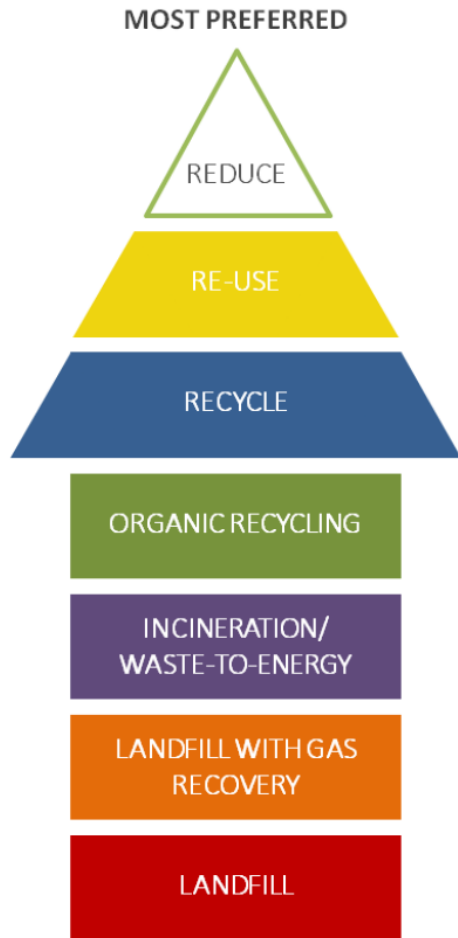 MOST PREFERRED
REDUCE
RE-USE
RECYCLE
ORGANIC RECYCLING
INCINERATION/
WASTE-TO-ENERGY
LANDFILL WITH GAS
RECOVERY
LANDFILL